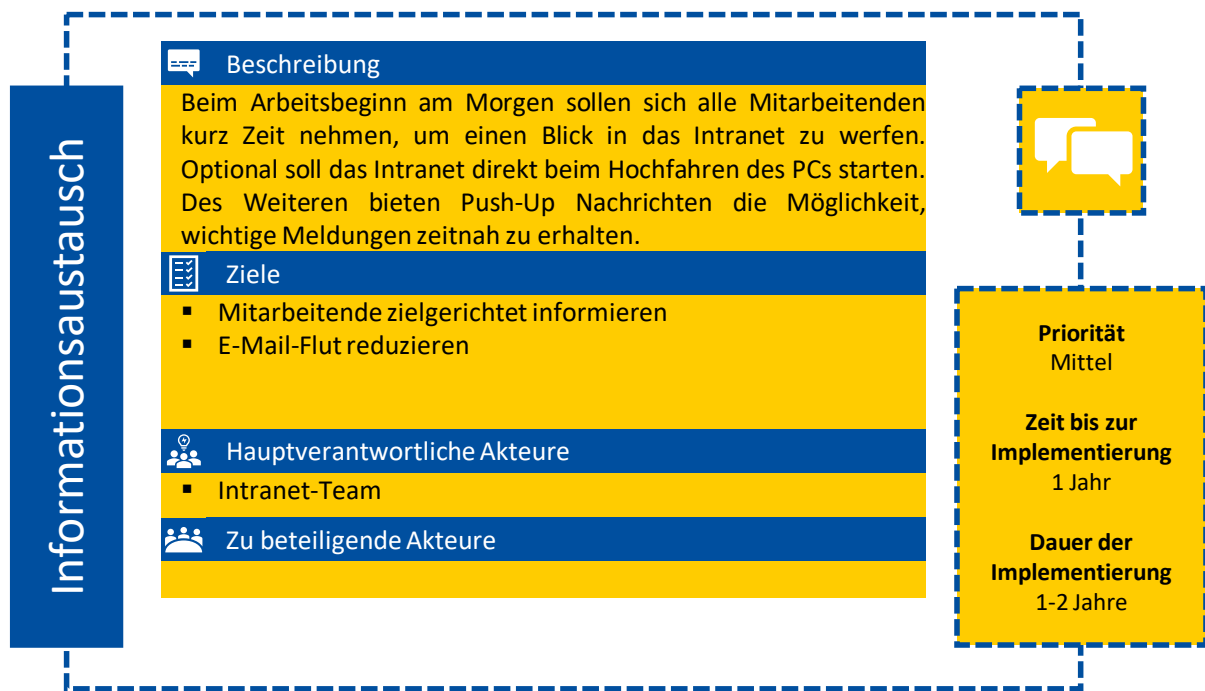 Informationsaustausch
Beschreibung
Beim Arbeitsbeginn am Morgen sollen sich alle Mitarbeitenden
kurz Zeit nehmen, um einen Blick in das Intranet zu werfen.
Optional soll das Intranet direkt beim Hochfahren des PCs starten.
Des Weiteren bieten Push-Up Nachrichten die Möglichkeit,
wichtige Meldungen zeitnah zu erhalten.
Ziele
▪ Mitarbeitende zielgerichtet informieren
▪ E-Mail-Flut reduzieren
Hauptverantwortliche Akteure
▪ Intranet-Team
Zu beteiligende Akteure
Priorität
Mittel
Zeit bis zur
Implementierung
1 Jahr
Dauer der
Implementierung
1-2 Jahre